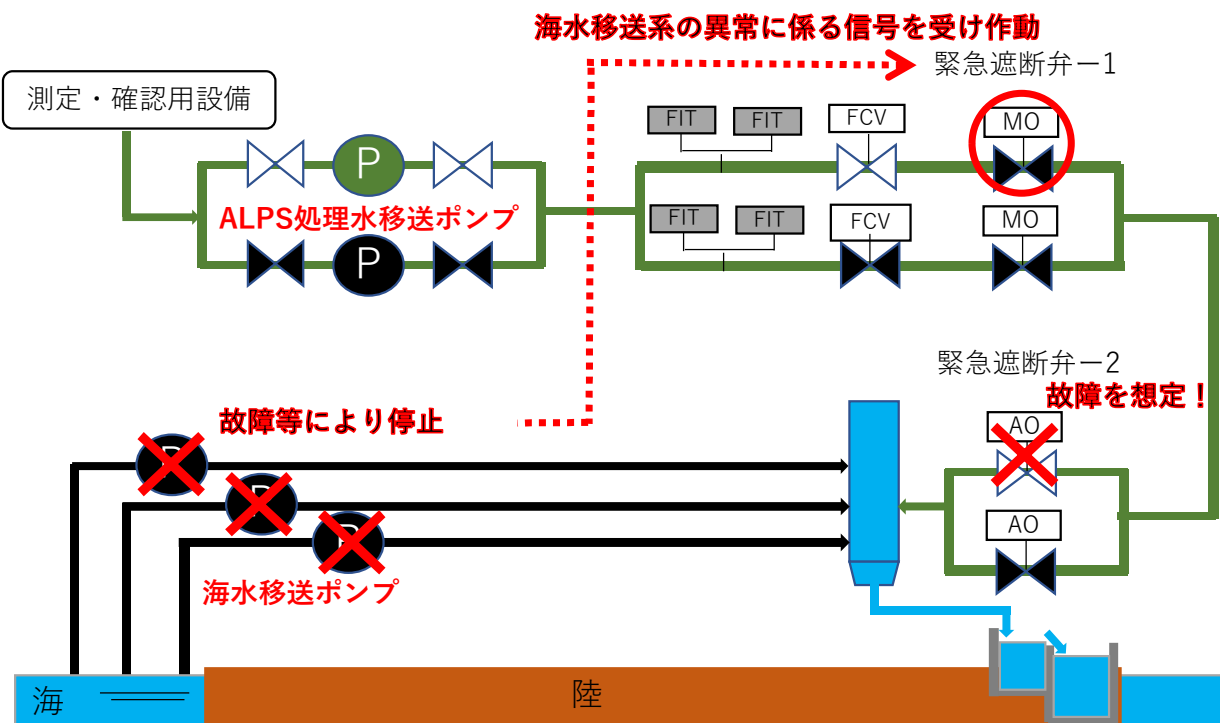 海水移送系の異常に係る信号を受け作動
緊急遮断弁ー1
測定・確認用設備
FIT
FIT
FCV
MO
P
ALPS処理水移送ポンプ
FIT
FIT
FCV
MO
P
緊急遮断弁ー2
故障を想定！
故障等により停止
AO
P
P
AO
P
海水移送ポンプ
海
陸